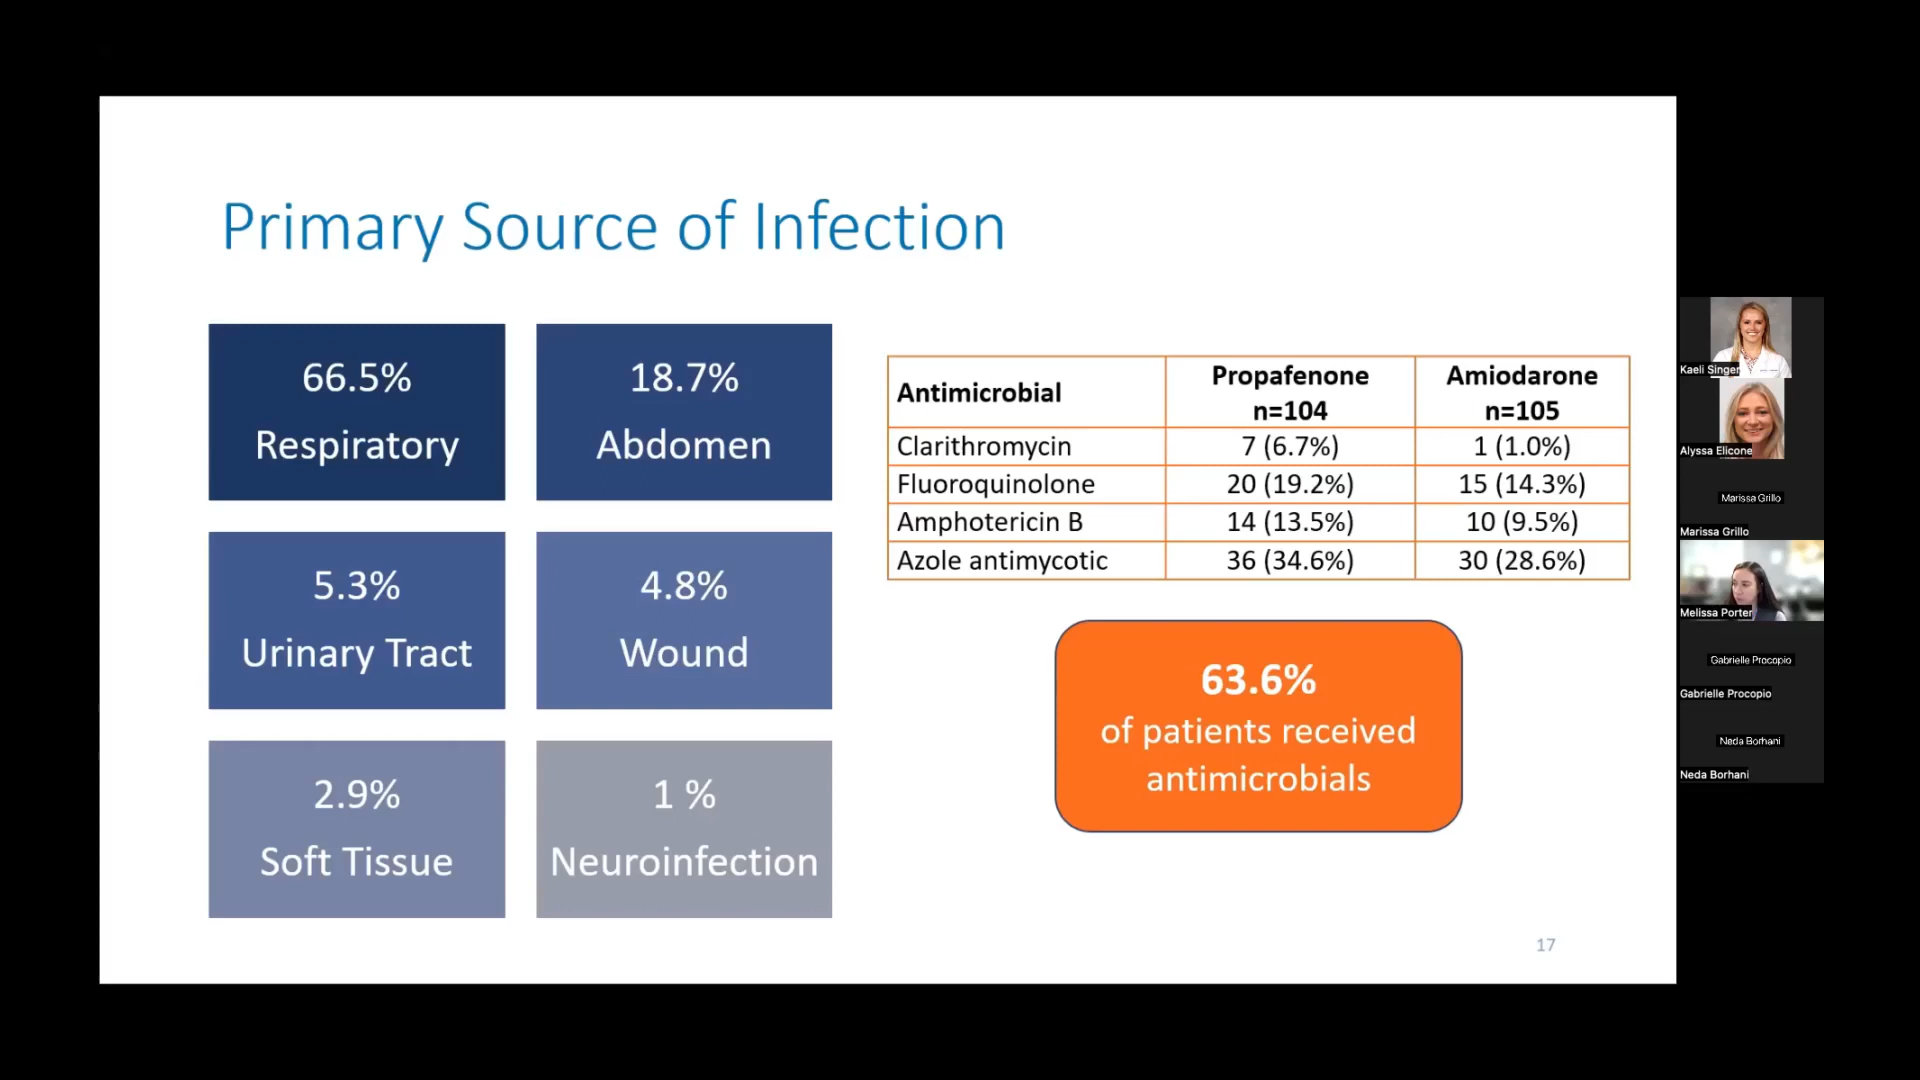 Primary Source of Infection
66.5%
Respiratory
18.7%
Abdomen
5.3%
Urinary Tract
4.8%
Wound
2.9%
Soft Tissue
1 %
Neuroinfection
Antimicrobial Propafenone n=104 Amiodarone n=105
Clarithromycin 7 (6.7%) 1 (1.0%)
Fluoroquinolone 20 (19.2%) 15 (14.3%)
Amphotericin B 14 (13.5%) 10 (9.5%)
Azole antimycotic 36 (34.6%) 30 (28.6%)
63.6%
of patients received
antimicrobials
17
Kaeli Singer
Alyssa Elicone
Marissa Grillo
Marissa Grillo
Melissa Porter
Gabrielle Procopio
Gabrielle Procopio
Neda Borhani
Neda Borhani